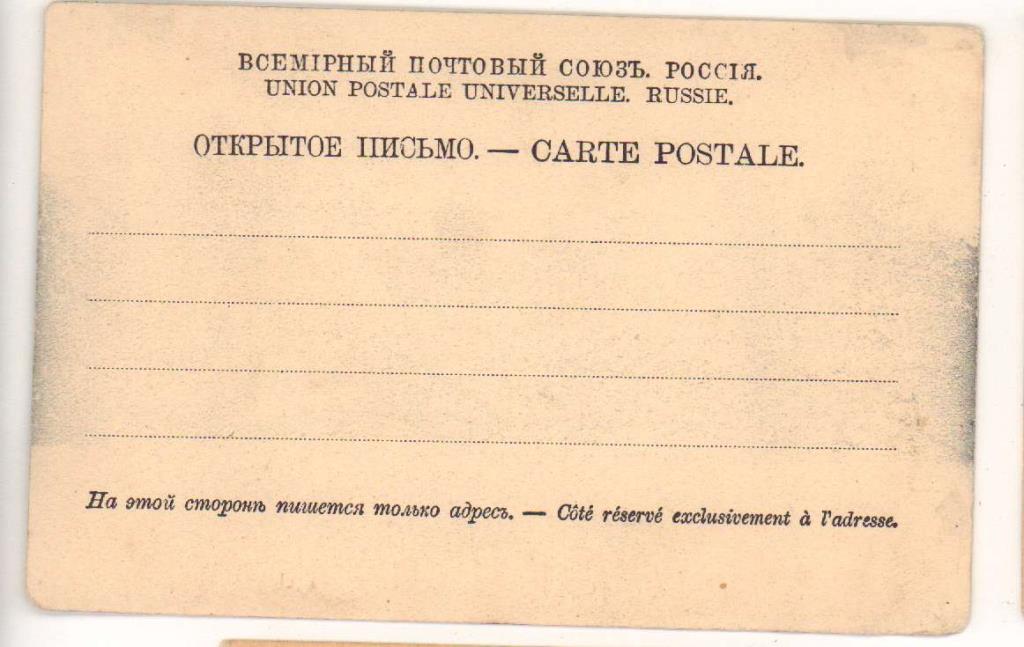 ВСЕМІРНЫЙ ПОЧТОВЫЙ СОЮЗЪ. РОССІЯ.
UNION POSTALE UNIVERSELLE. RUSSIE.
ОТКРЫТОЕ ПИСЬМО. — CARTE POSTALE.
На этой сторонѣ пишется только адресъ. — Côté réservé exclusivement à l'adresse.